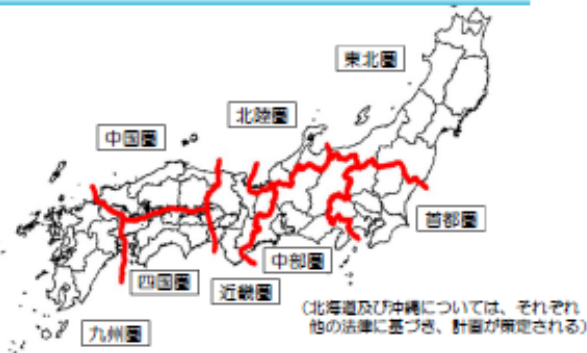 東北圏
北陸圏
中国圏
首都圏
中部圏
四国圏
近畿圏
(北海道及び沖縄については、それぞれ
他の法律に基づき、計画が策定される)
九州圏